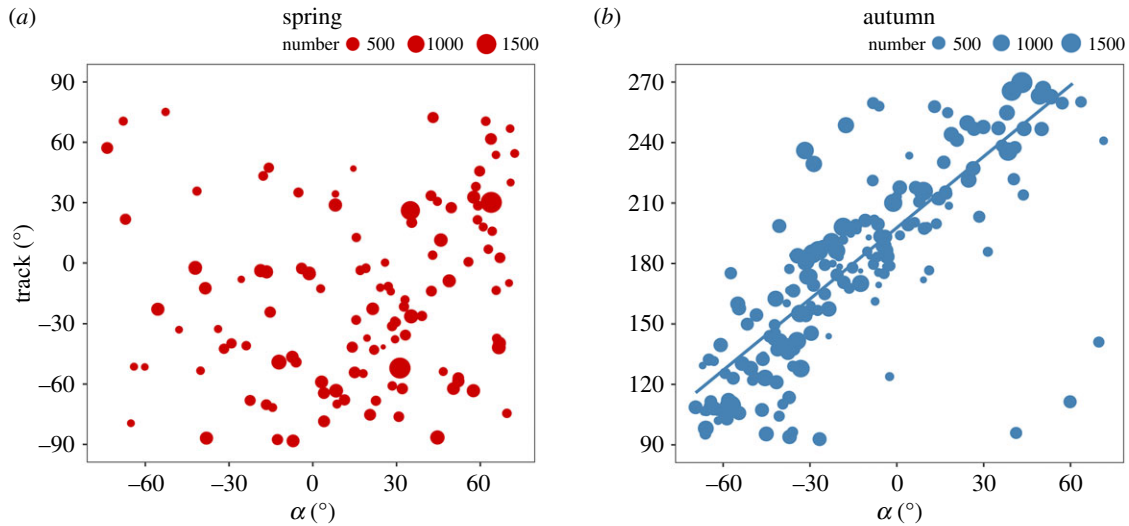 (a) spring
number 500 1000 1500
90
60
30
0
–30
–60
–90
track (°)
–60 –30 0 30 60
α (°)
(b) autumn
number 500 1000 1500
270
240
210
180
150
120
90
–60 –30 0 30 60
α (°)